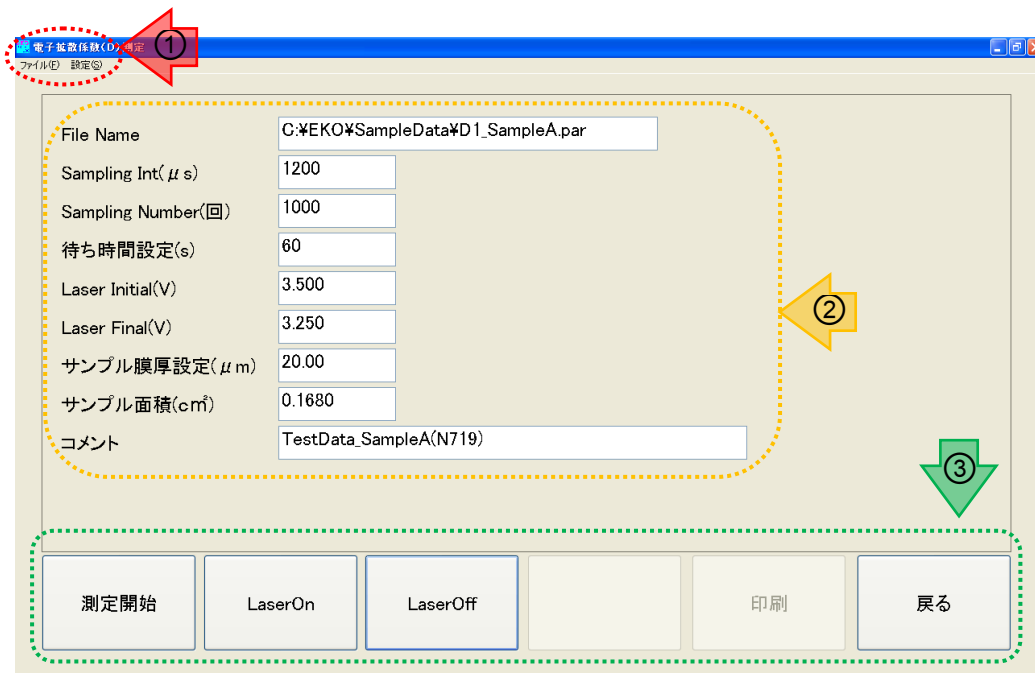 ①
電子拡散係数(D)測定
ファイル(F) 設定(S)
File Name C:¥EKO¥SampleData¥D1_SampleA.par
Sampling Int(μs) 1200
Sampling Number(回) 1000
待ち時間設定(s) 60
Laser Initial(V) 3.500
②
Laser Final(V) 3.250
サンプル膜厚設定(μm) 20.00
サンプル面積(c㎡) 0.1680
コメント TestData_SampleA(N719)
③
測定開始 LaserOn LaserOff 印刷 戻る